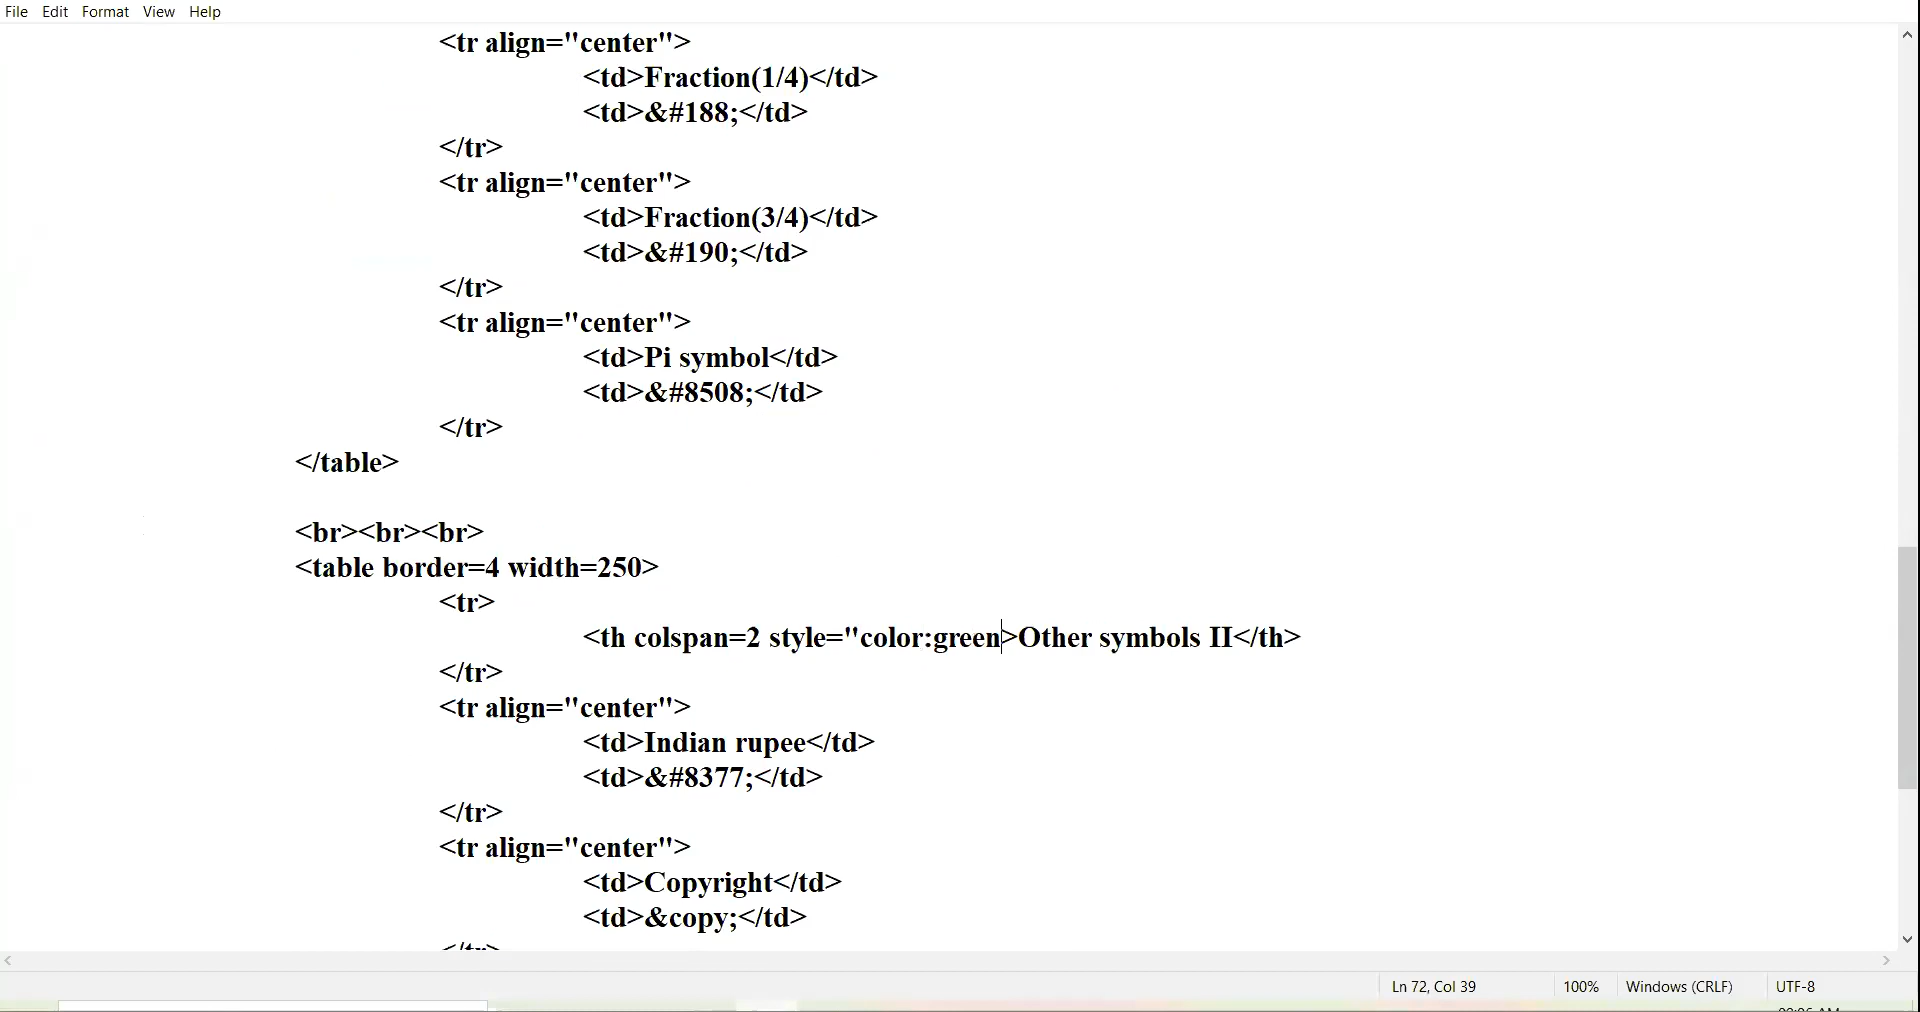 File Edit Format View Help
<tr align="center">
<td>Fraction(1/4)</td>
<td>&#188;</td>
</tr>
<tr align="center">
<td>Fraction(3/4)</td>
<td>&#190;</td>
</tr>
<tr align="center">
<td>Pi symbol</td>
<td>&#8508;</td>
</tr>
</table>
<br><br><br>
<table border=4 width=250>
<tr>
<th colspan=2 style="color:green>Other symbols II</th>
</tr>
<tr align="center">
<td>Indian rupee</td>
<td>&#8377;</td>
</tr>
<tr align="center">
<td>Copyright</td>
<td>&copy;</td>
Ln 72, Col 39 100% Windows (CRLF) UTF-8